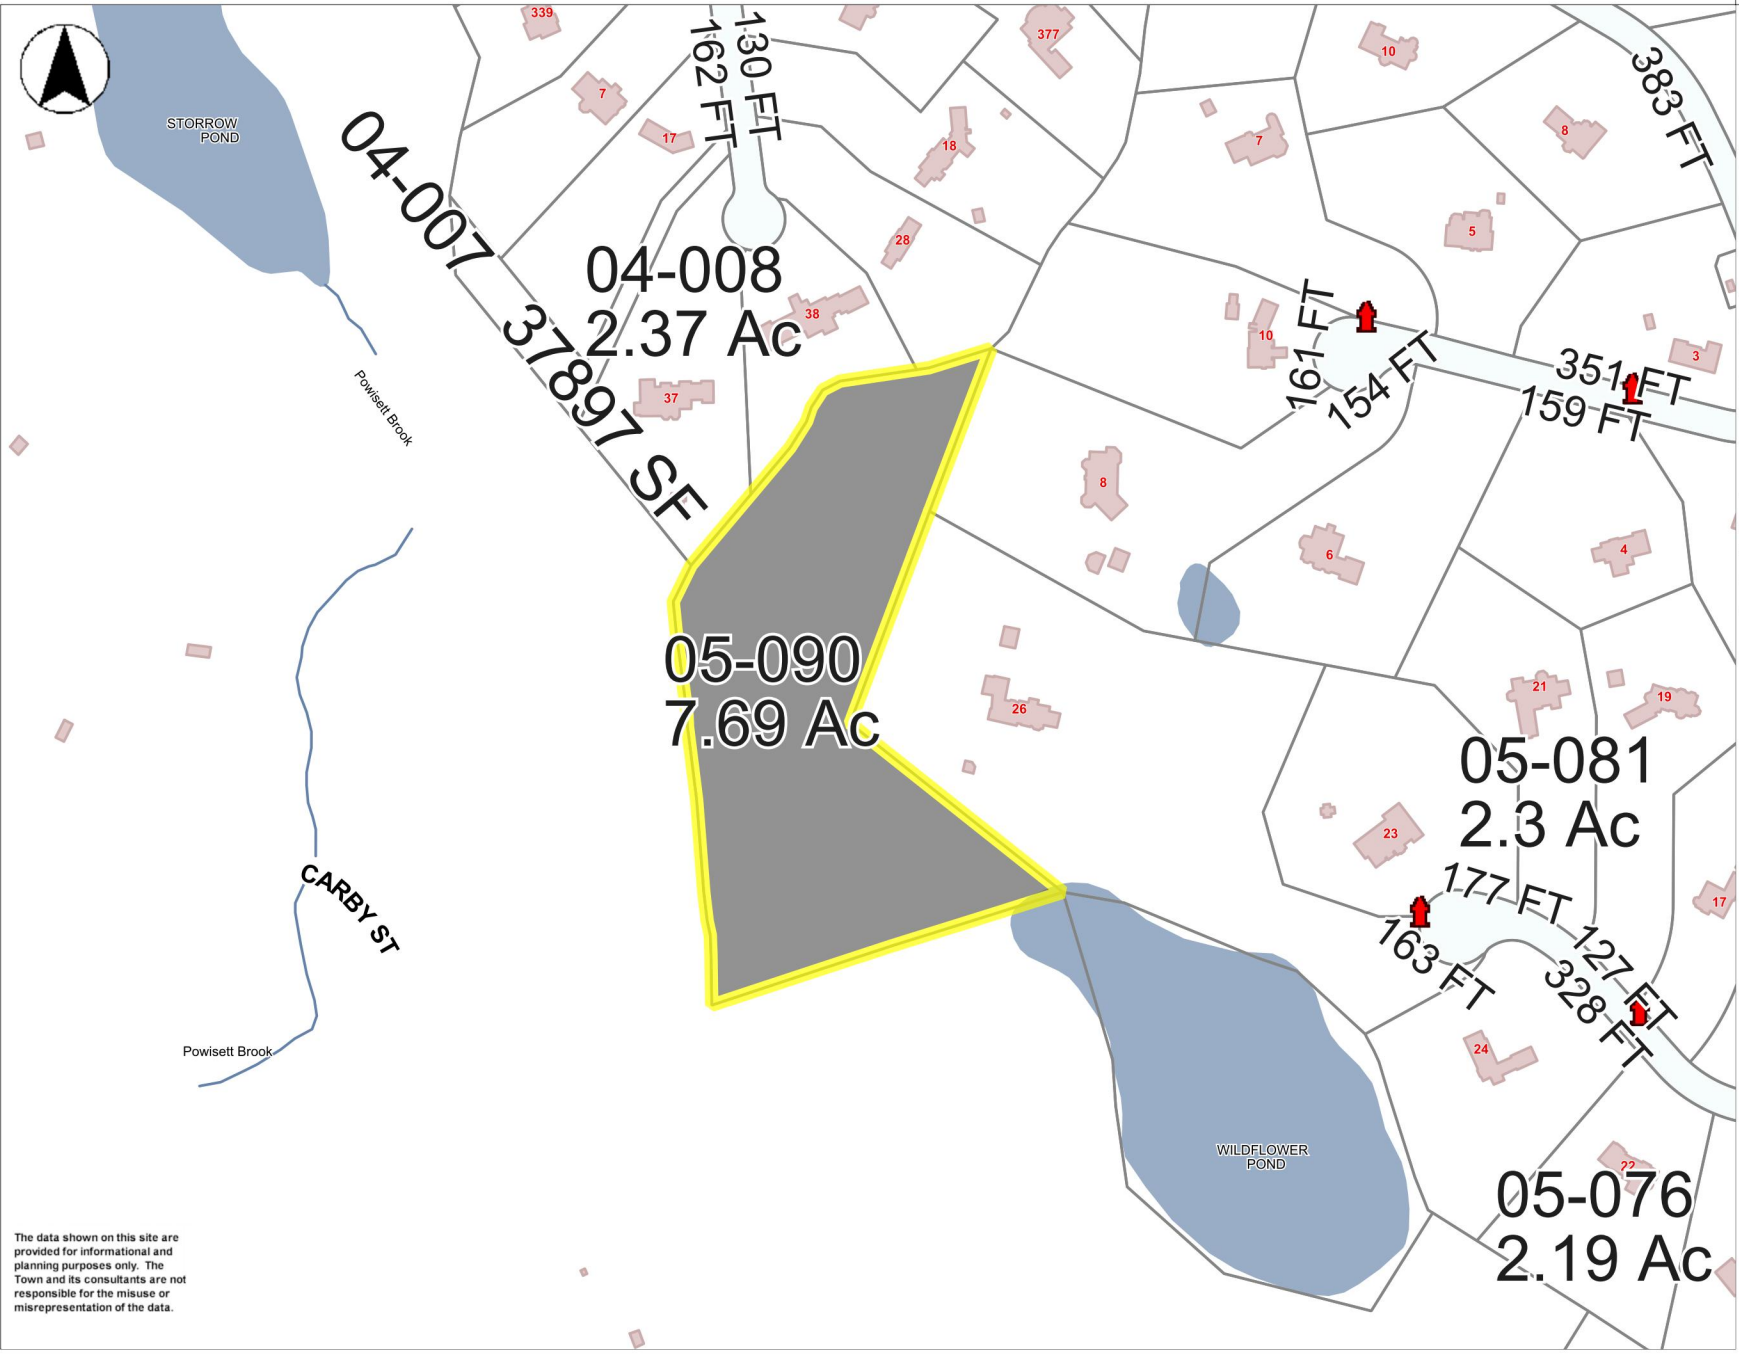 339
377
10
383 FT
162 FT
130 FT
7
17
18
7
8
STORROW
POND
04-007 37897 SF
28
5
04-008
2.37 Ac
38
10
161 FT
154 FT
351 FT
159 FT
3
37
Powisett Brook
8
6
4
05-090
7.69 Ac
26
21
19
05-081
2.3 Ac
23
177 FT
17
CARBY ST
163 FT
127 FT
328 FT
24
Powisett Brook
WILDFLOWER
POND
22
05-076
2.19 Ac
The data shown on this site are
provided for informational and
planning purposes only. The
Town and its consultants are not
responsible for the misuse or
misrepresentation of the data.